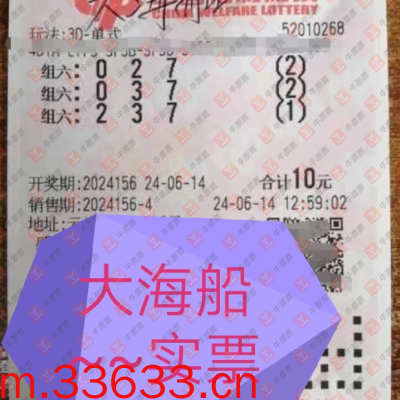 CHINA WELFARE LOTTERY
玩法:3D-单式
52010268
组六: 0 2 7 (2)
组六: 0 3 7 (2)
组六: 2 3 7 (1)
开奖期:2024156 24-06-14 合计10元
销售期:2024156-4 24-06-14 12:59:02
地址:
大海船
~~实票
m.33633.cn